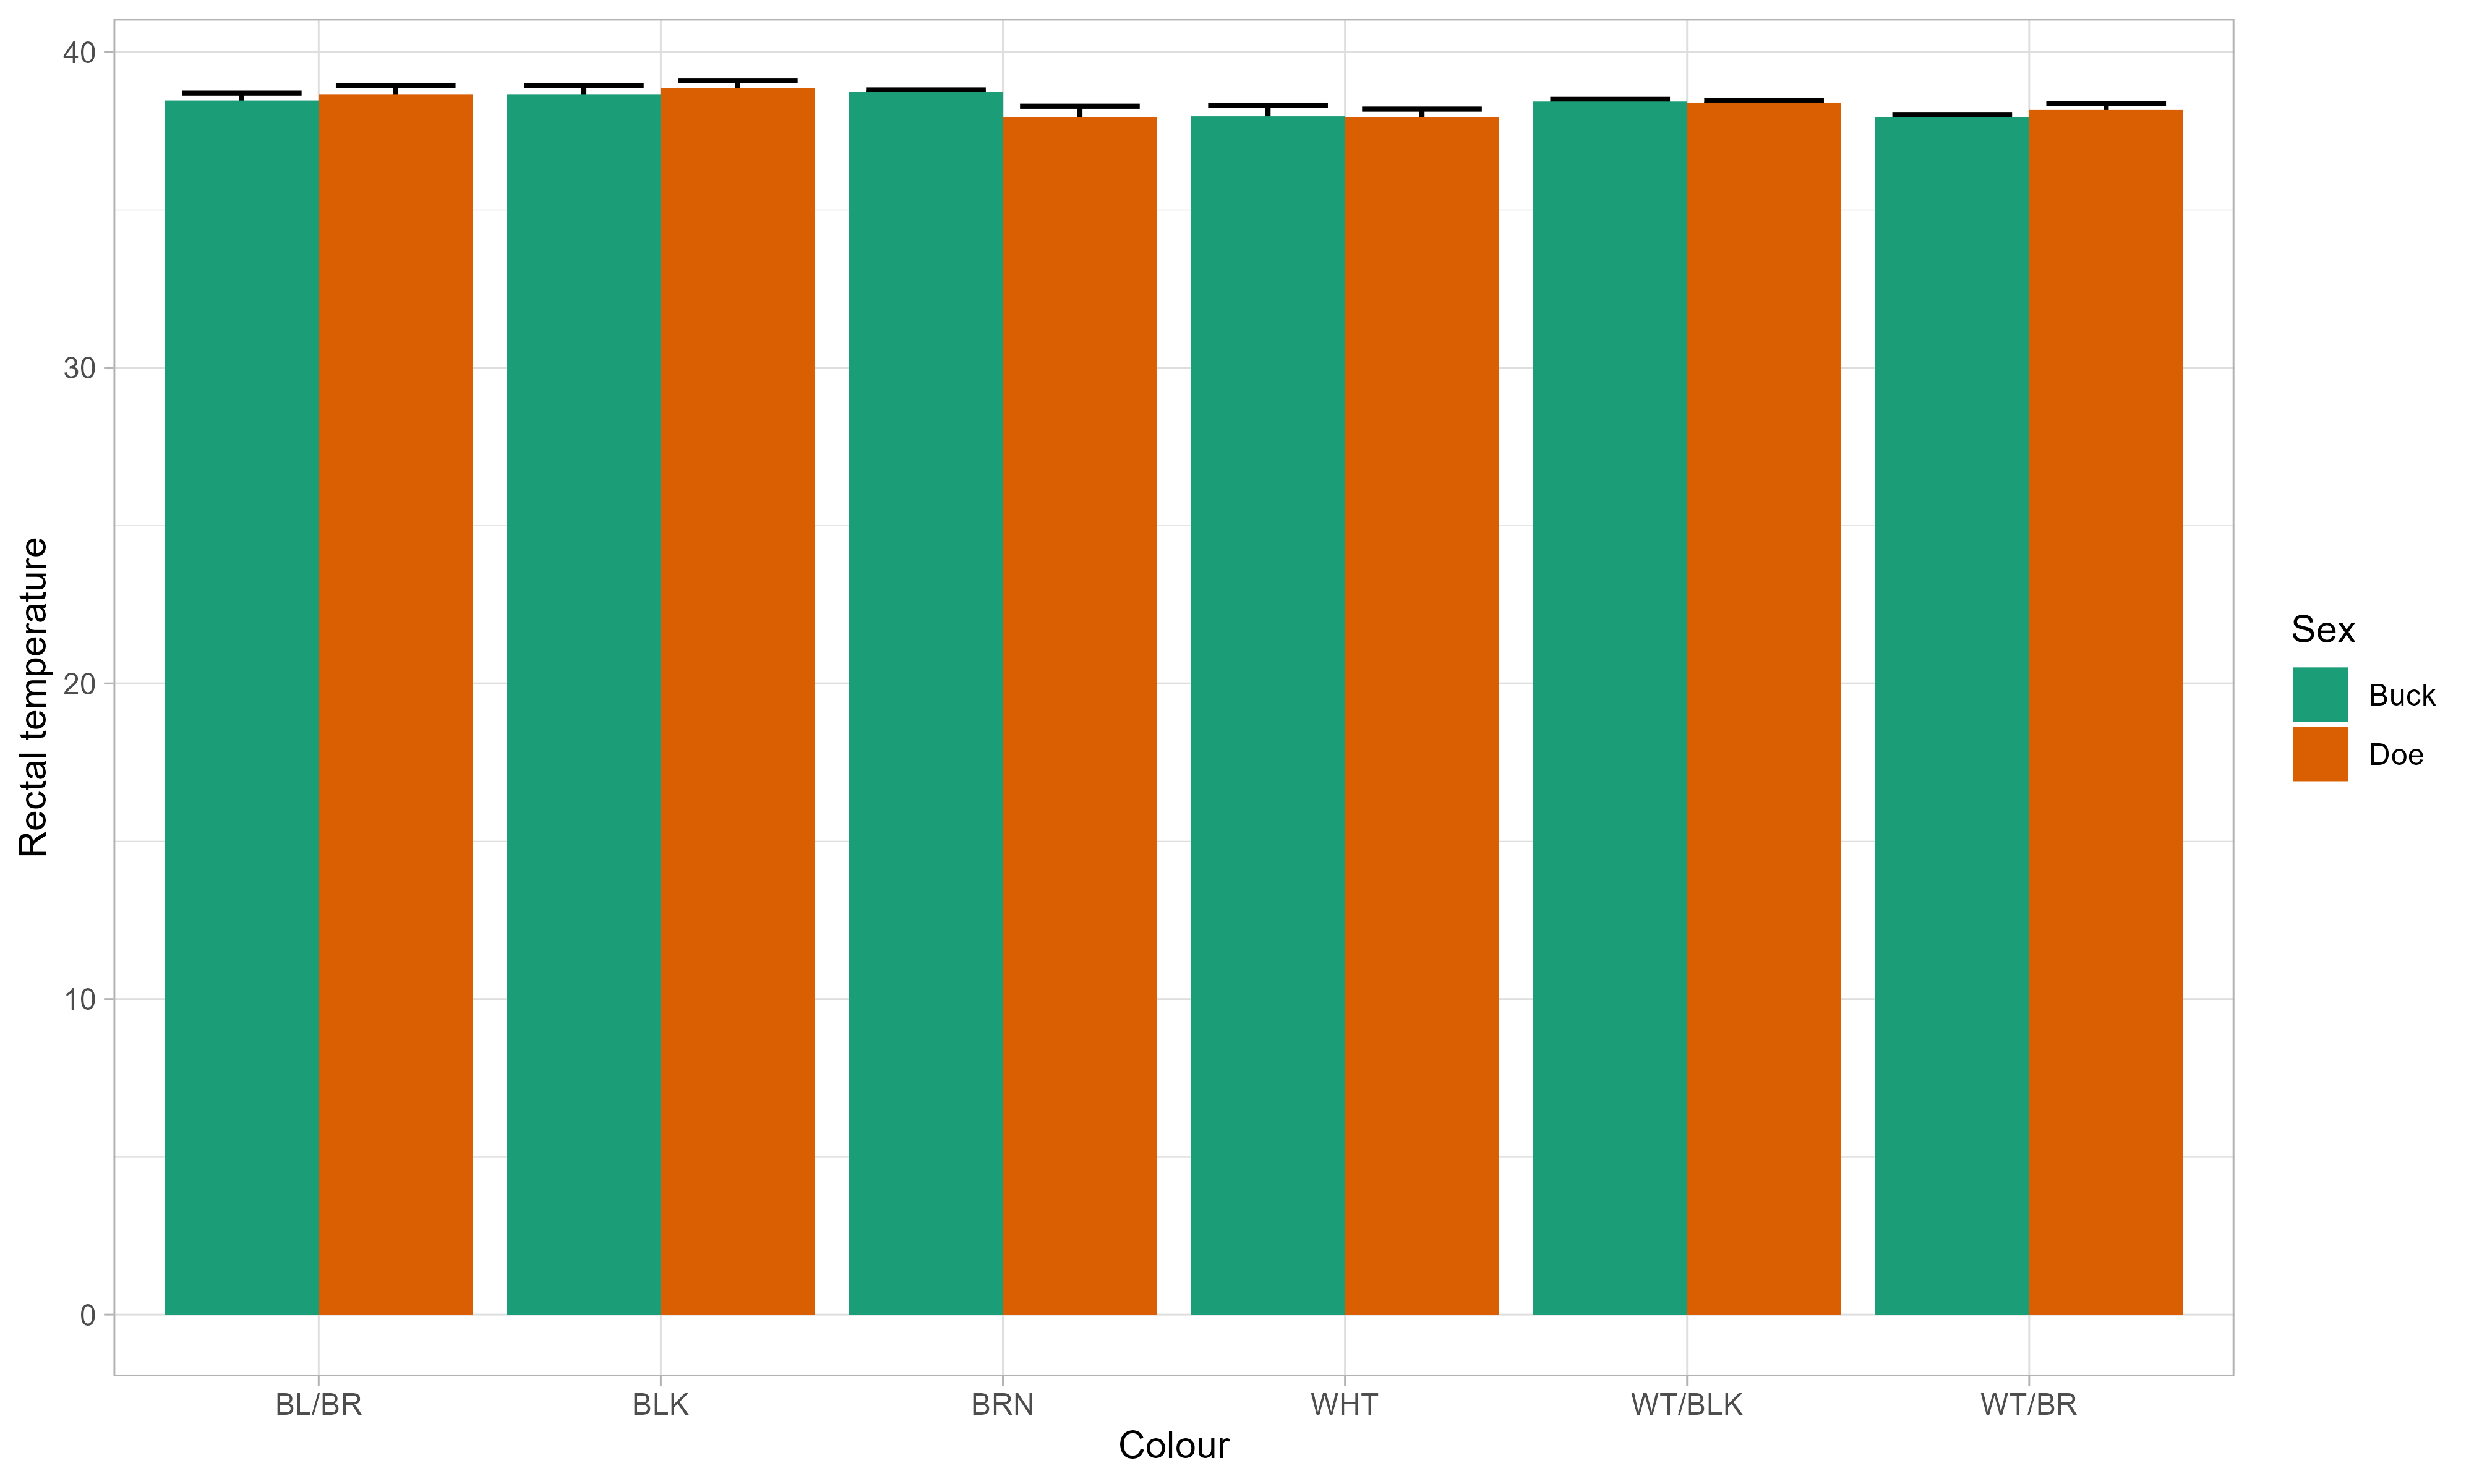 40
30
20
10
0
Rectal temperature
BL/BR
BLK
BRN
WHT
WT/BLK
WT/BR
Colour
Sex
Buck
Doe